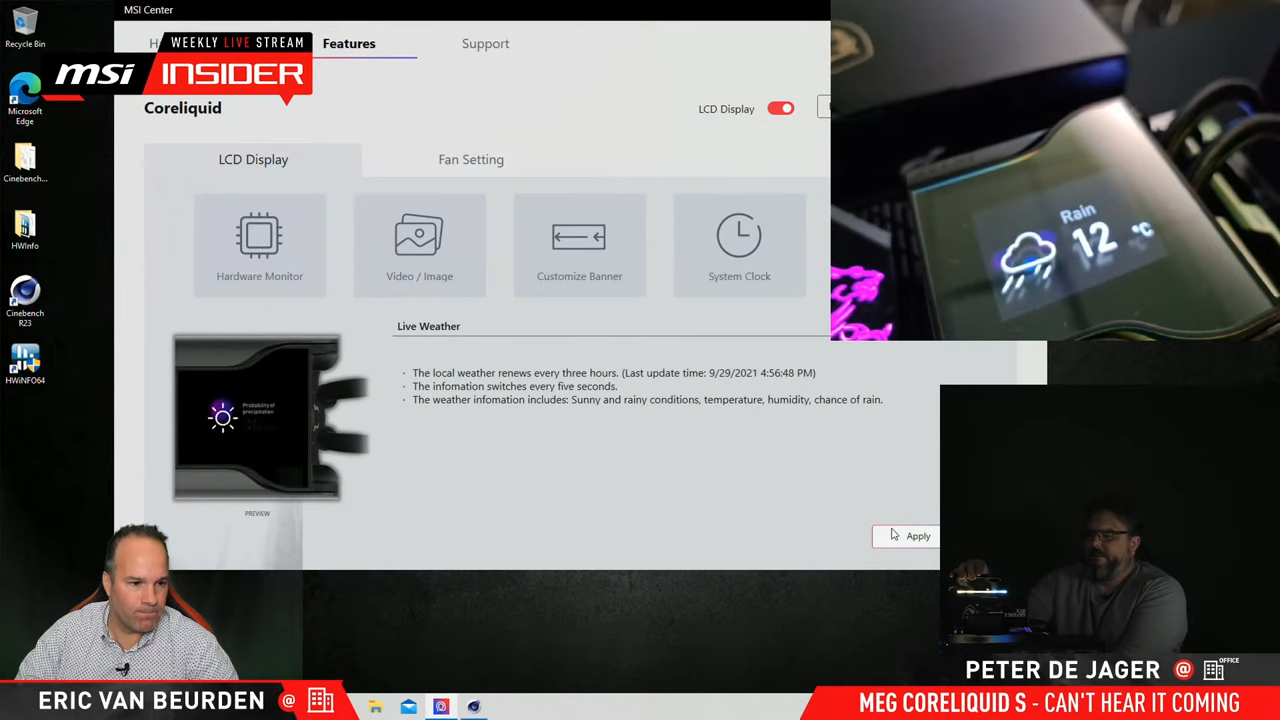 MSI Center
Recycle Bin
WEEKLY LIVE STREAM
msi INSIDER
Features
Support
Microsoft
Edge
Coreliquid
LCD Display
Cinebench...
LCD Display
Fan Setting
HWInfo
Hardware Monitor
Video / Image
Customize Banner
System Clock
Rain
12 °C
Cinebench
R23
Live Weather
HWiNFO64
· The local weather renews every three hours. (Last update time: 9/29/2021 4:56:48 PM)
· The infomation switches every five seconds.
· The weather infomation includes: Sunny and rainy conditions, temperature, humidity, chance of rain.
Probability of
precipitation
PREVIEW
Apply
PETER DE JAGER @ OFFICE
ERIC VAN BEURDEN @
MEG CORELIQUID S - CAN'T HEAR IT COMING